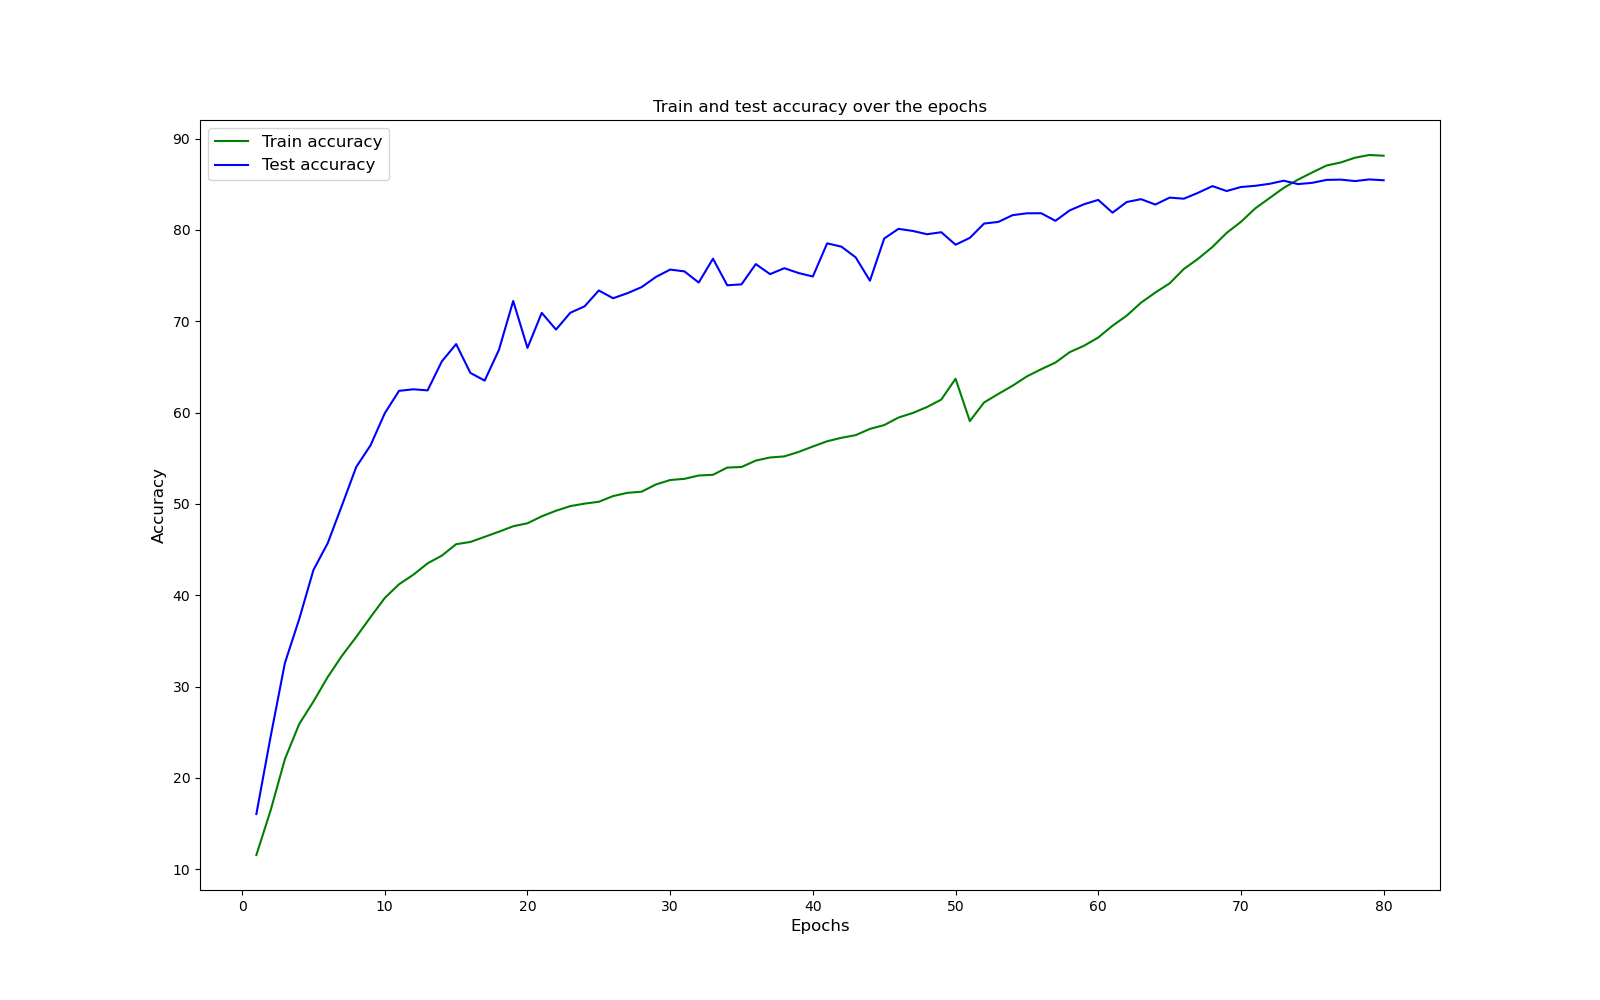 Train and test accuracy over the epochs
Train accuracy
Test accuracy
90
80
70
60
50
40
30
20
10
Accuracy
0 10 20 30 40 50 60 70 80
Epochs